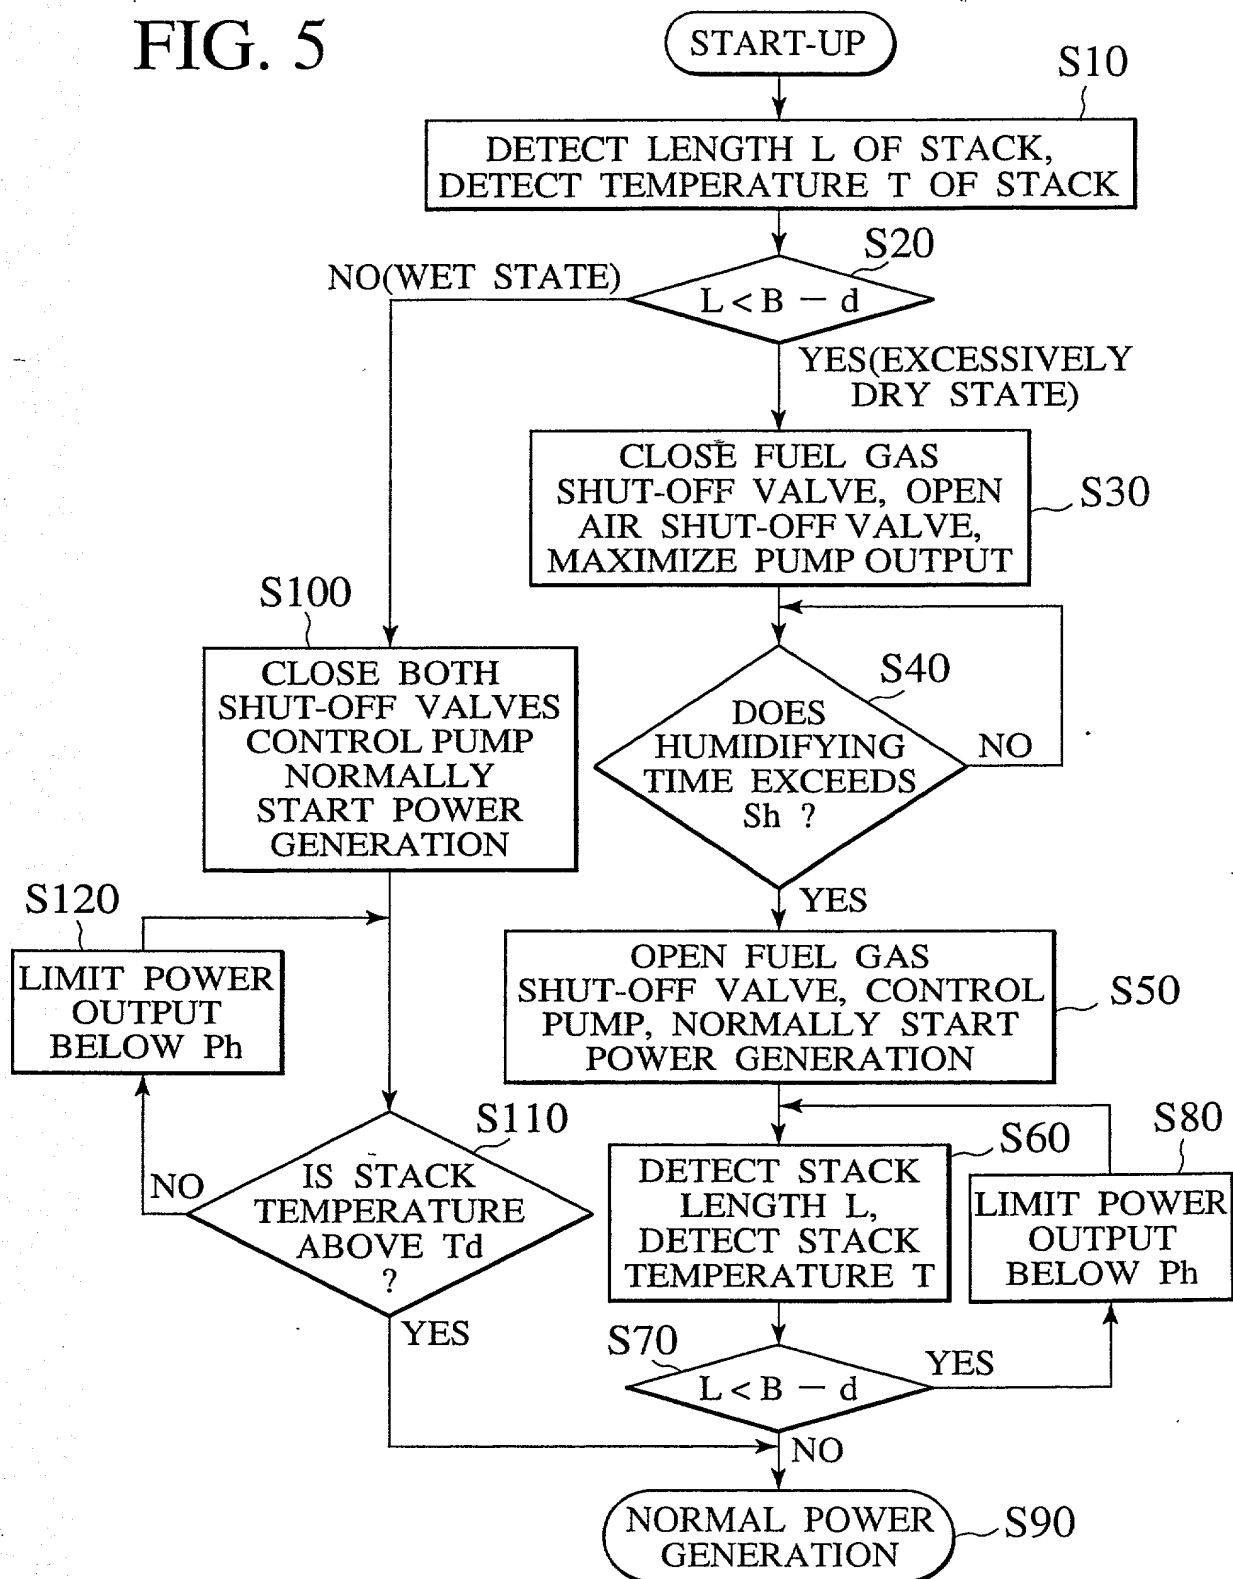 FIG. 5
START-UP
S10
DETECT LENGTH L OF STACK,
DETECT TEMPERATURE T OF STACK
S20
L < B - d
NO(WET STATE)
YES(EXCESSIVELY
DRY STATE)
CLOSE FUEL GAS
SHUT-OFF VALVE, OPEN
AIR SHUT-OFF VALVE,
MAXIMIZE PUMP OUTPUT
S30
S100
CLOSE BOTH
SHUT-OFF VALVES
CONTROL PUMP
NORMALLY
START POWER
GENERATION
S40
DOES
HUMIDIFYING
TIME EXCEEDS
Sh ?
NO
YES
S120
LIMIT POWER
OUTPUT
BELOW Ph
OPEN FUEL GAS
SHUT-OFF VALVE, CONTROL
PUMP, NORMALLY START
POWER GENERATION
S50
S110
IS STACK
TEMPERATURE
ABOVE Td
?
NO
YES
S60
DETECT STACK
LENGTH L,
DETECT STACK
TEMPERATURE T
S80
LIMIT POWER
OUTPUT
BELOW Ph
S70
L < B - d
YES
NO
NORMAL POWER
GENERATION
S90